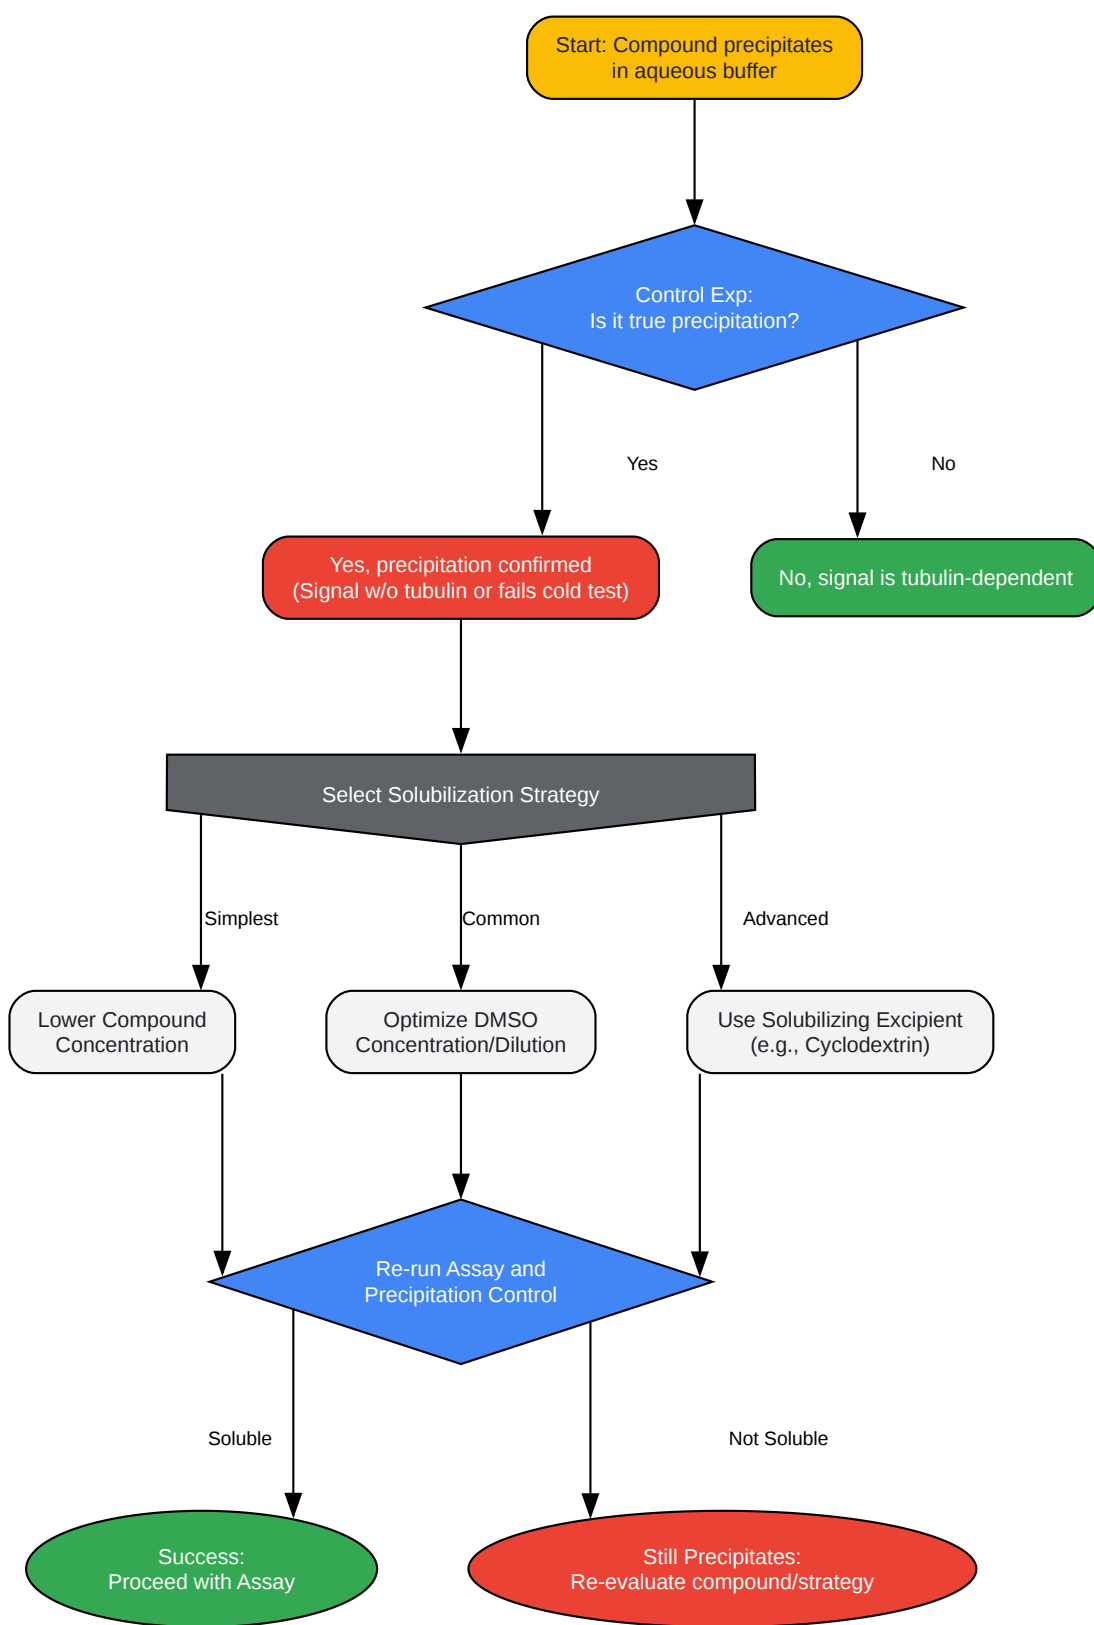 Start: Compound precipitates
in aqueous buffer
Control Exp:
Is it true precipitation?
Yes
No
Yes, precipitation confirmed
(Signal w/o tubulin or fails cold test)
No, signal is tubulin-dependent
Select Solubilization Strategy
Simplest
Common
Advanced
Lower Compound
Concentration
Optimize DMSO
Concentration/Dilution
Use Solubilizing Excipient
(e.g., Cyclodextrin)
Re-run Assay and
Precipitation Control
Soluble
Not Soluble
Success:
Proceed with Assay
Still Precipitates:
Re-evaluate compound/strategy